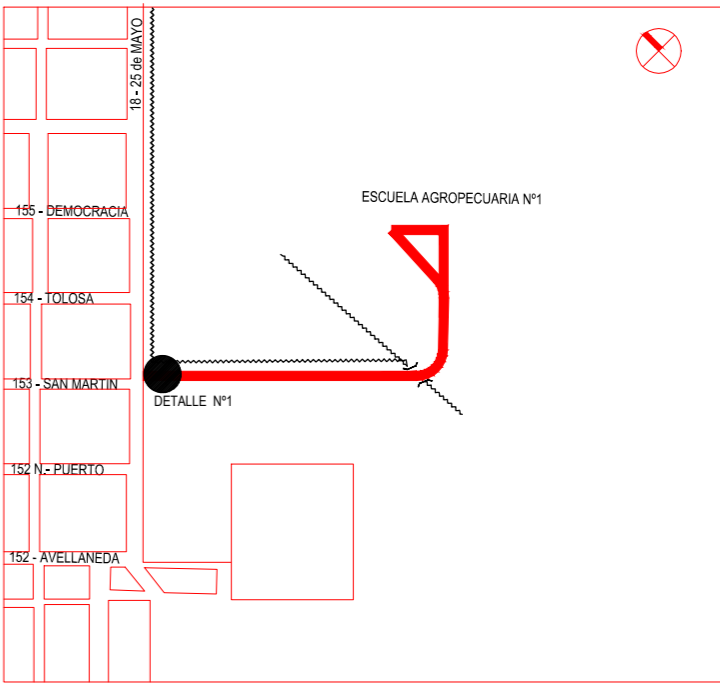 18 - 25 de MAYO
ESCUELA AGROPECUARIA Nº1
155 - DEMOCRACIA
154 - TOLOSA
153 - SAN MARTIN
DETALLE Nº1
152 N - PUERTO
152 - AVELLANEDA